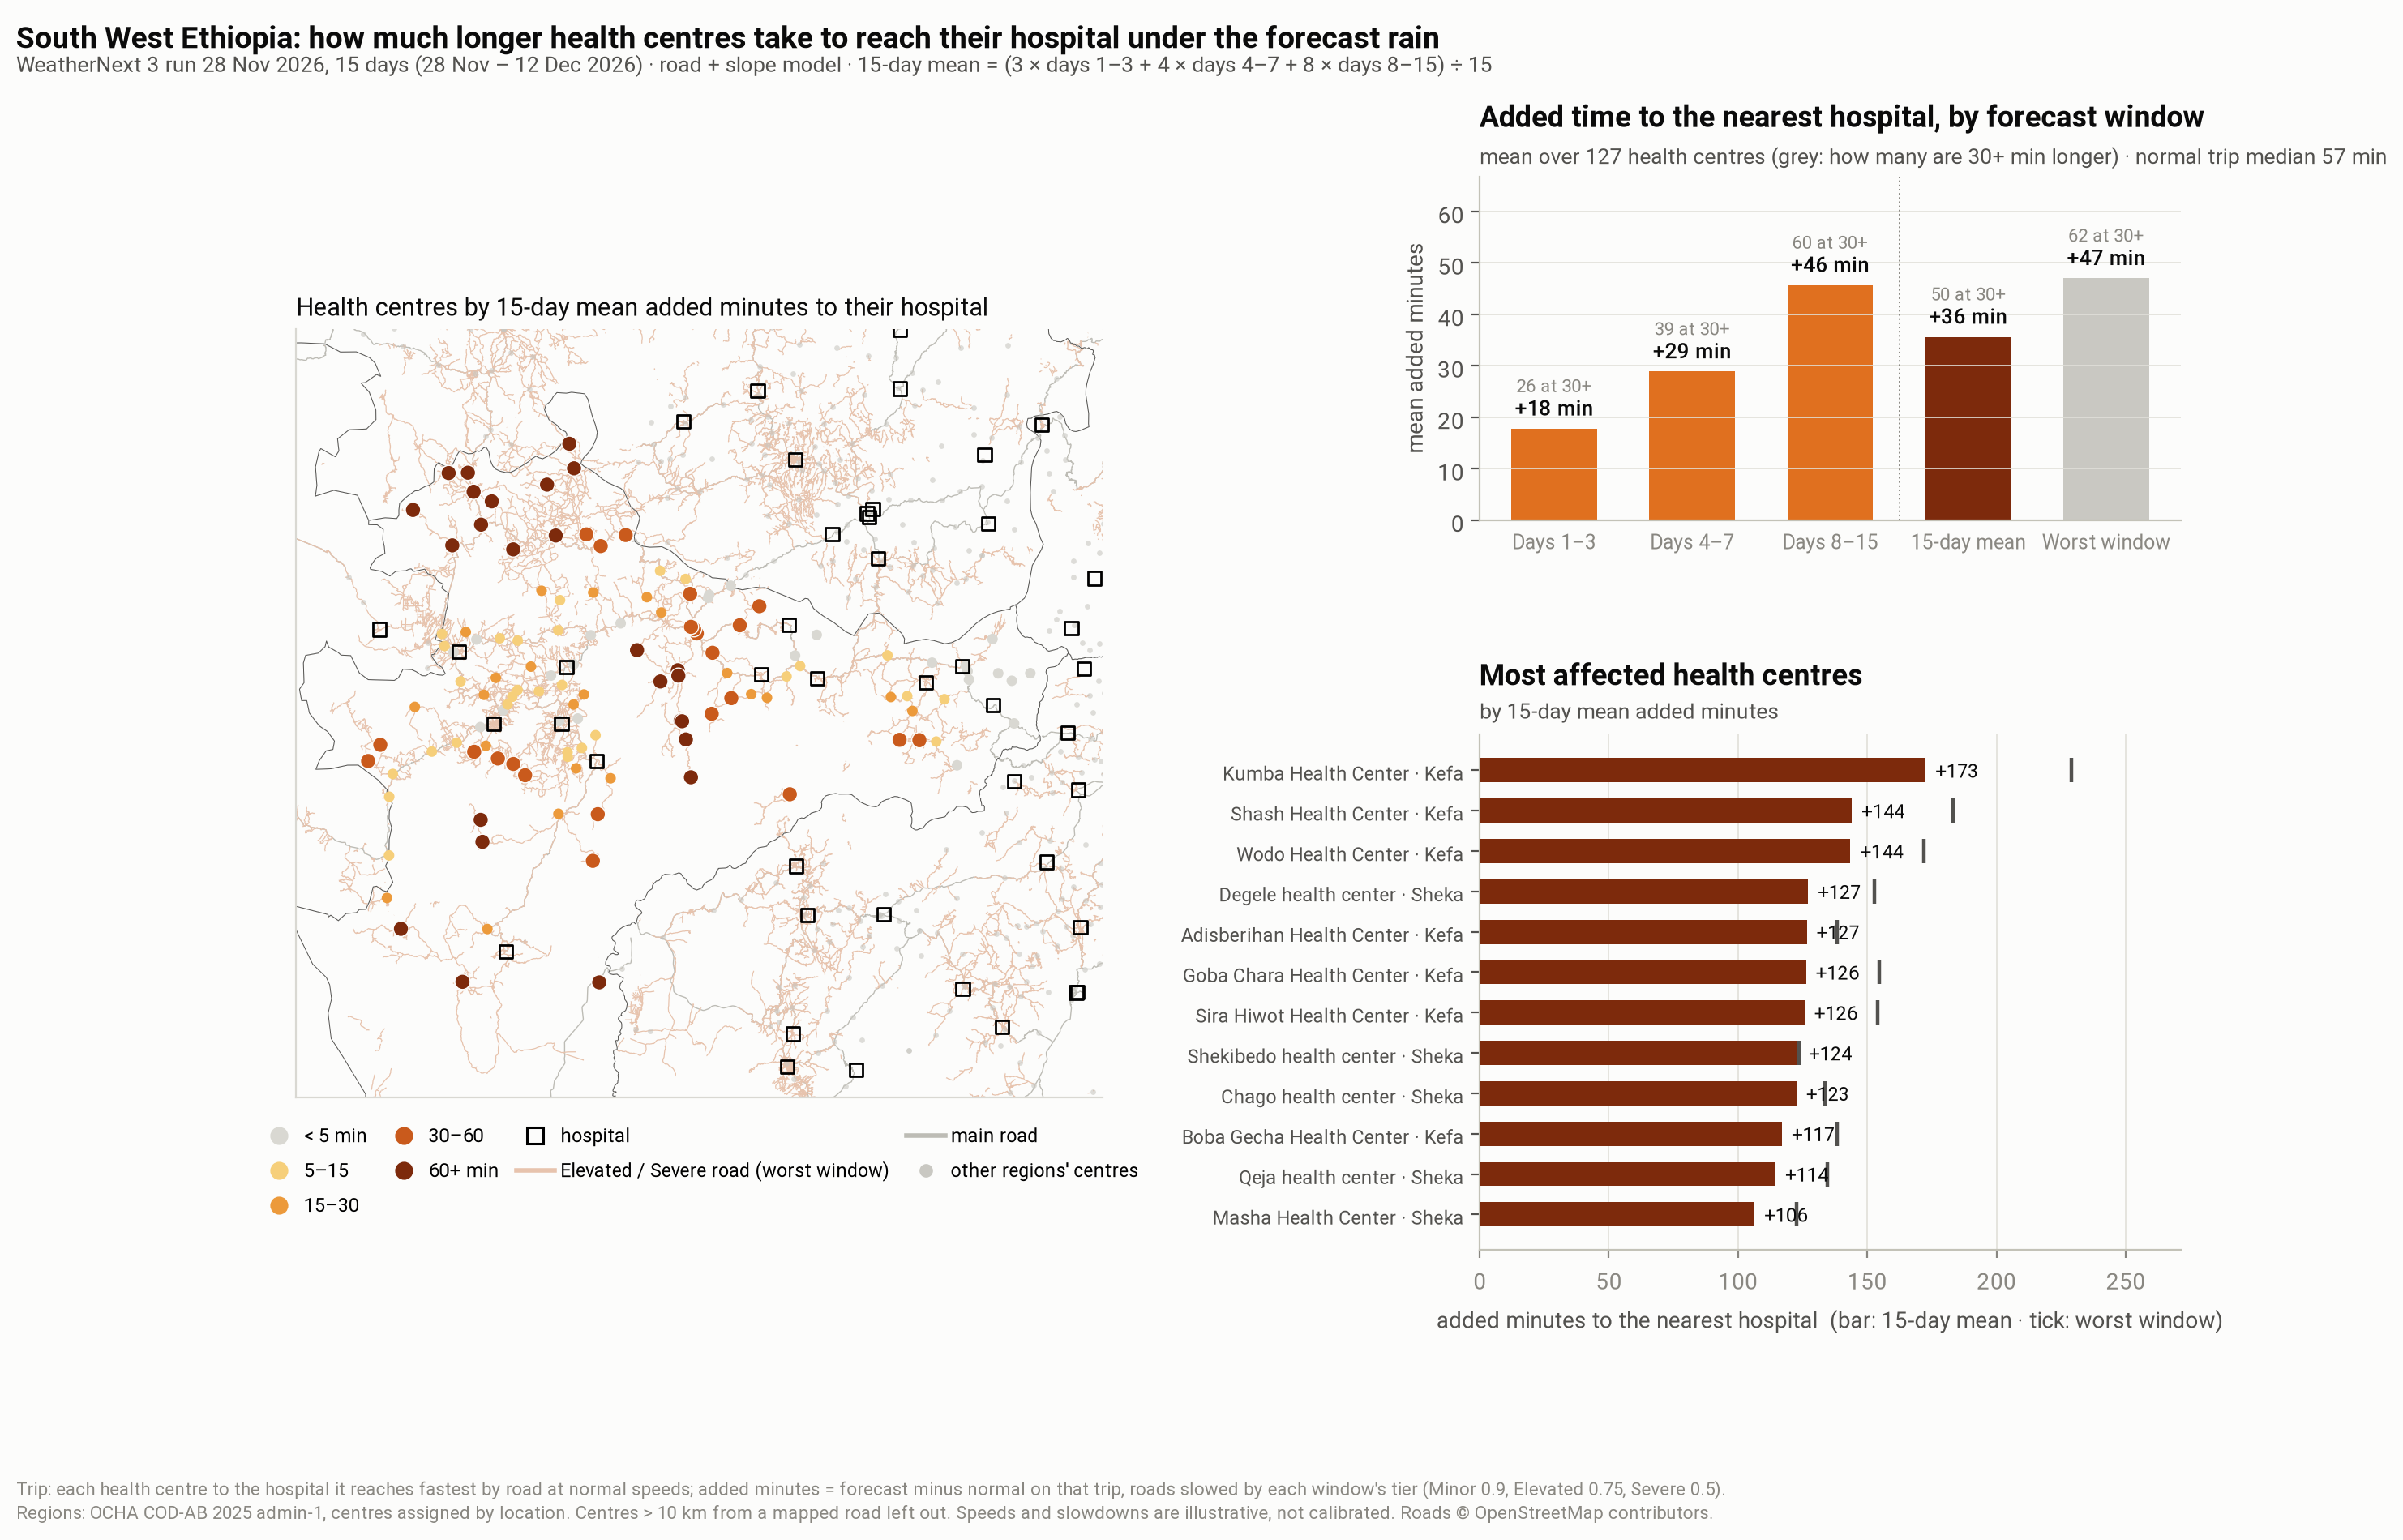 South West Ethiopia: how much longer health centres take to reach their hospital under the forecast rain
WeatherNext 3 run 28 Nov 2026, 15 days (28 Nov – 12 Dec 2026) · road + slope model · 15-day mean = (3 × days 1–3 + 4 × days 4–7 + 8 × days 8–15) ÷ 15
Health centres by 15-day mean added minutes to their hospital
< 5 min
5–15
15–30
30–60
60+ min
hospital
Elevated / Severe road (worst window)
main road
other regions' centres
Added time to the nearest hospital, by forecast window
mean over 127 health centres (grey: how many are 30+ min longer) · normal trip median 57 min
mean added minutes
60
50
40
30
20
10
0
26 at 30+
+18 min
39 at 30+
+29 min
60 at 30+
+46 min
50 at 30+
+36 min
62 at 30+
+47 min
Days 1–3
Days 4–7
Days 8–15
15-day mean
Worst window
Most affected health centres
by 15-day mean added minutes
Kumba Health Center · Kefa +173
Shash Health Center · Kefa +144
Wodo Health Center · Kefa +144
Degele health center · Sheka +127
Adisberihan Health Center · Kefa +127
Goba Chara Health Center · Kefa +126
Sira Hiwot Health Center · Kefa +126
Shekibedo health center · Sheka +124
Chago health center · Sheka +123
Boba Gecha Health Center · Kefa +117
Qeja health center · Sheka +114
Masha Health Center · Sheka +106
0 50 100 150 200 250
added minutes to the nearest hospital (bar: 15-day mean · tick: worst window)
Trip: each health centre to the hospital it reaches fastest by road at normal speeds; added minutes = forecast minus normal on that trip, roads slowed by each window's tier (Minor 0.9, Elevated 0.75, Severe 0.5).
Regions: OCHA COD-AB 2025 admin-1, centres assigned by location. Centres > 10 km from a mapped road left out. Speeds and slowdowns are illustrative, not calibrated. Roads © OpenStreetMap contributors.